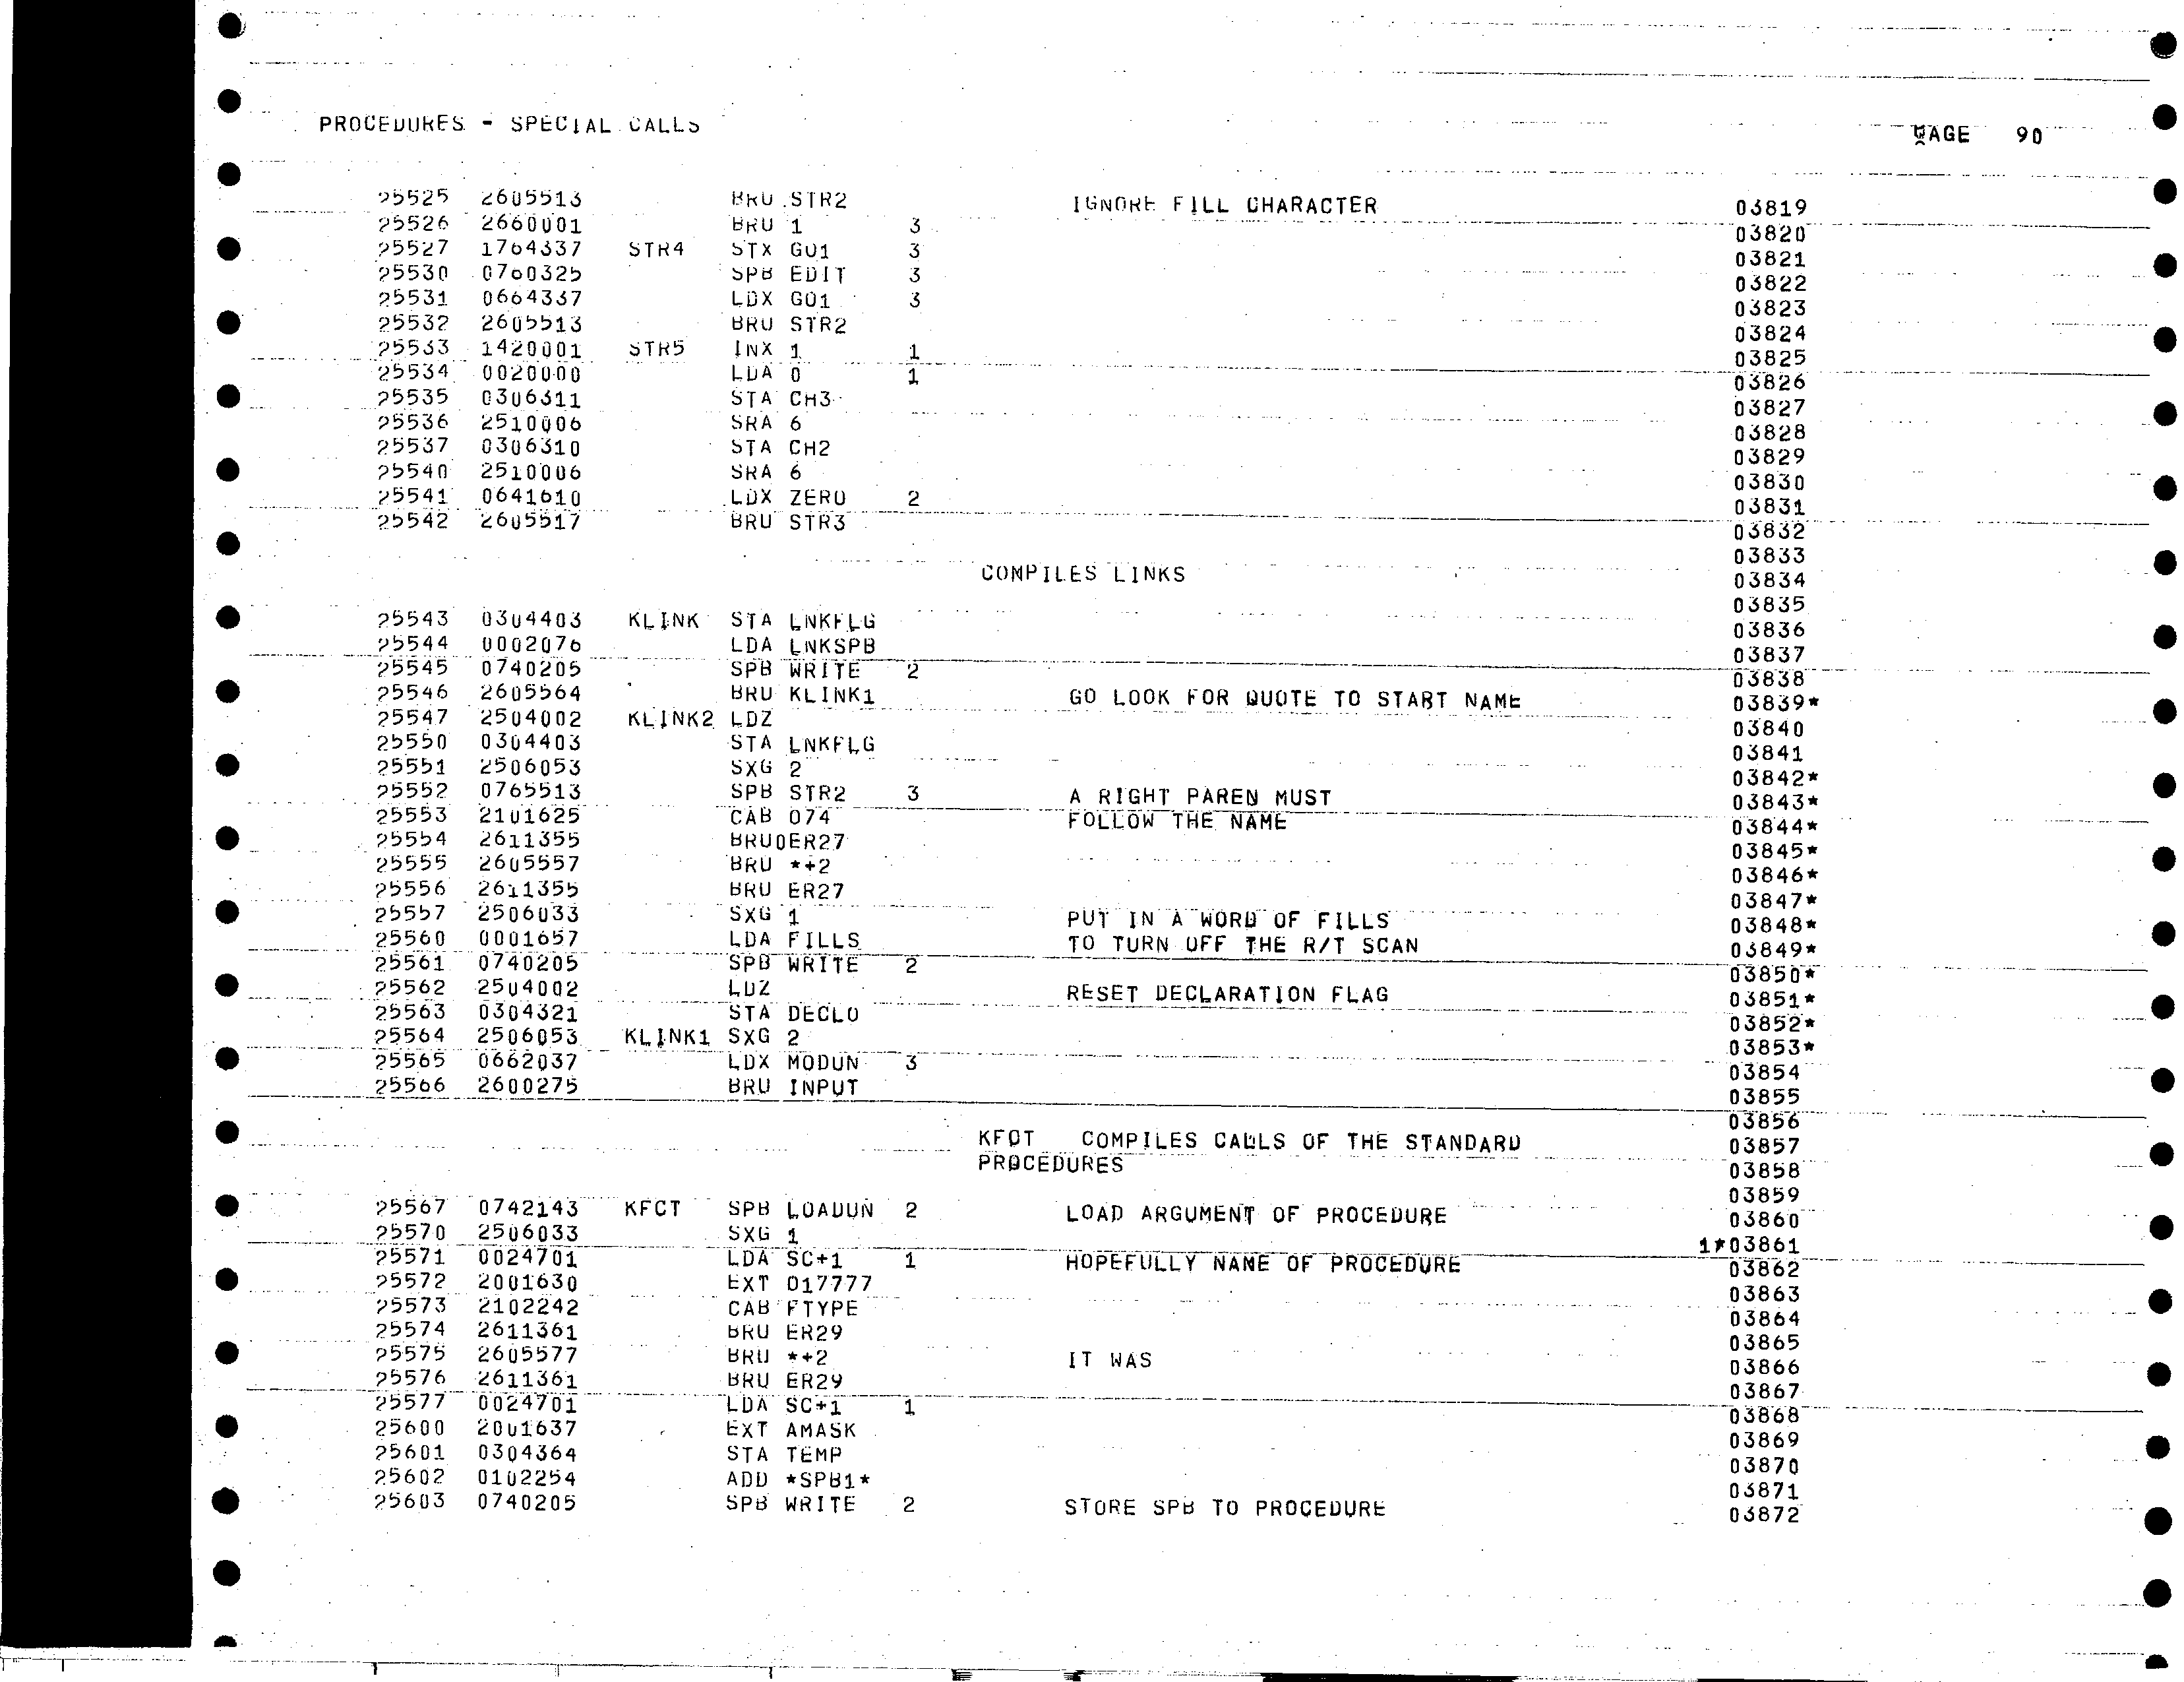 PROCEDURES - SPECIAL CALLS PAGE 90
25525 2605513 BRU STR2 IGNORE FILL CHARACTER 03819
25526 2660001 BRU 1 3 03820
25527 1764337 STR4 STX GO1 3 03821
25530 0760325 SPB EDIT 3 03822
25531 0664337 LDX GO1 3 03823
25532 2605513 BRU STR2 03824
25533 1420001 STR5 INX 1 1 03825
25534 0020000 LDA 0 1 03826
25535 0306311 STA CH3 03827
25536 2510006 SRA 6 03828
25537 0306310 STA CH2 03829
25540 2510006 SRA 6 03830
25541 0641610 LDX ZERO 2 03831
25542 2605517 BRU STR3 03832
03833
COMPILES LINKS 03834
03835
25543 0304403 KLINK STA LNKFLG 03836
25544 0002076 LDA LNKSPB 03837
25545 0740205 SPB WRITE 2 03838
25546 2605564 BRU KLINK1 GO LOOK FOR QUOTE TO START NAME 03839*
25547 2504002 KLINK2 LDZ 03840
25550 0304403 STA LNKFLG 03841
25551 2506053 SXG 2 03842*
25552 0765513 SPB STR2 3 A RIGHT PAREN MUST 03843*
25553 2101625 CAB O74 FOLLOW THE NAME 03844*
25554 2611355 BRUOER27 03845*
25555 2605557 BRU *+2 03846*
25556 2611355 BRU ER27 03847*
25557 2506033 SXG 1 PUT IN A WORD OF FILLS 03848*
25560 0001657 LDA FILLS TO TURN OFF THE R/T SCAN 03849*
25561 0740205 SPB WRITE 2 03850*
25562 2504002 LDZ RESET DECLARATION FLAG 03851*
25563 0304321 STA DECLO 03852*
25564 2506053 KLINK1 SXG 2 03853*
25565 0662037 LDX MODUN 3 03854
25566 2600275 BRU INPUT 03855
03856
KFCT COMPILES CALLS OF THE STANDARD 03857
PROCEDURES 03858
03859
25567 0742143 KFCT SPB LOADUN 2 LOAD ARGUMENT OF PROCEDURE 03860
25570 2506033 SXG 1 1*03861
25571 0024701 LDA SC+1 1 HOPEFULLY NAME OF PROCEDURE 03862
25572 2001630 EXT O17777 03863
25573 2102242 CAB FTYPE 03864
25574 2611361 BRU ER29 03865
25575 2605577 BRU *+2 IT WAS 03866
25576 2611361 BRU ER29 03867
25577 0024701 LDA SC+1 1 03868
25600 2001637 EXT AMASK 03869
25601 0304364 STA TEMP 03870
25602 0102254 ADD *SPB1* 03871
25603 0740205 SPB WRITE 2 STORE SPB TO PROCEDURE 03872